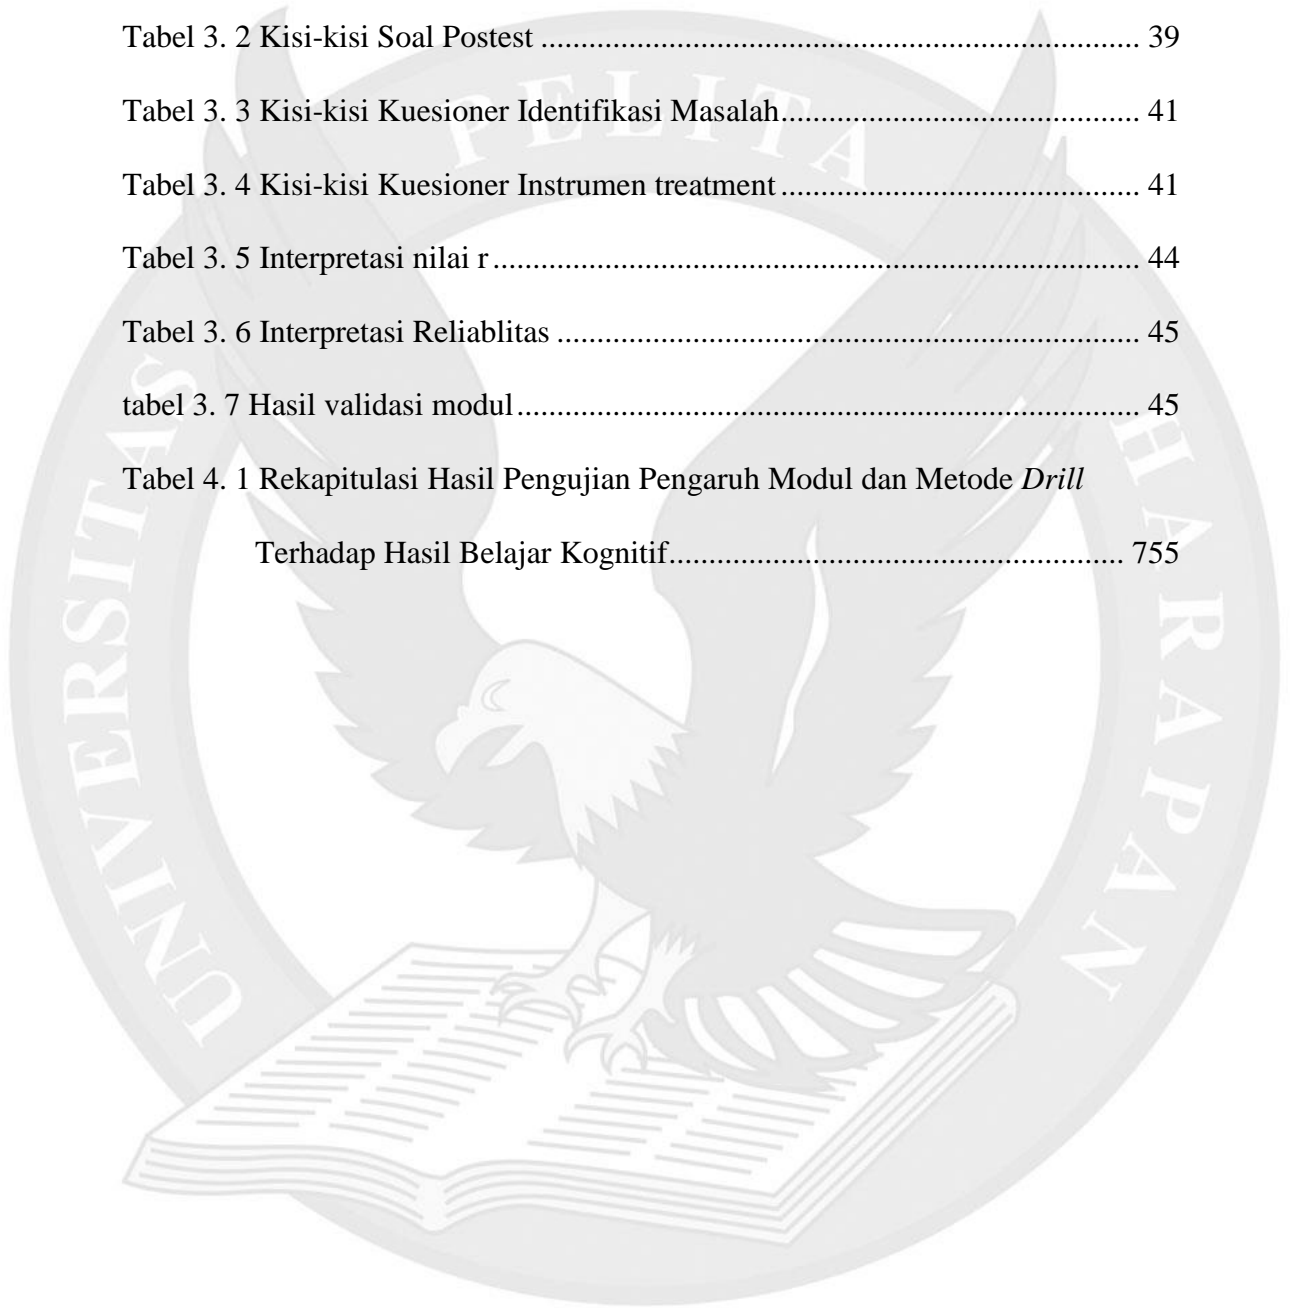 Tabel 3. 2 Kisi-kisi Soal Postest ............................................................................ 39
Tabel 3. 3 Kisi-kisi Kuesioner Identifikasi Masalah.............................................. 41
Tabel 3. 4 Kisi-kisi Kuesioner Instrumen treatment .............................................. 41
Tabel 3. 5 Interpretasi nilai r ................................................................................... 44
Tabel 3. 6 Interpretasi Reliablitas ........................................................................... 45
tabel 3. 7 Hasil validasi modul ................................................................................ 45
Tabel 4. 1 Rekapitulasi Hasil Pengujian Pengaruh Modul dan Metode Drill
Terhadap Hasil Belajar Kognitif.......................................................... 755
UNIVERSITAS PELITA HARAPAN